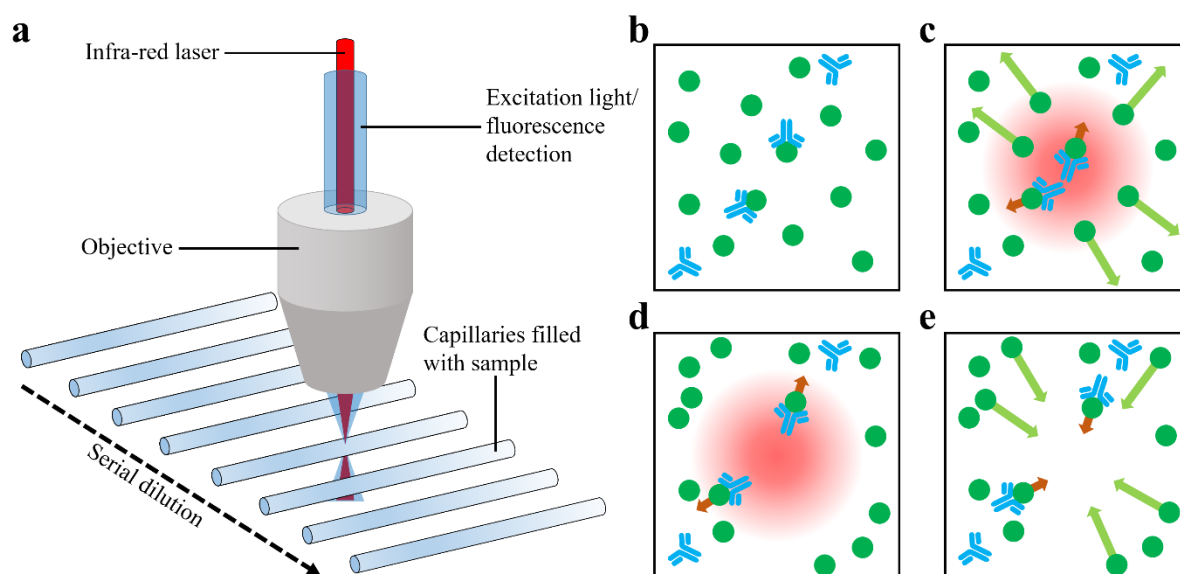 a
Infra-red laser
Excitation light/
fluorescence
detection
Objective
Capillaries filled
with sample
Serial dilution
b
c
d
e